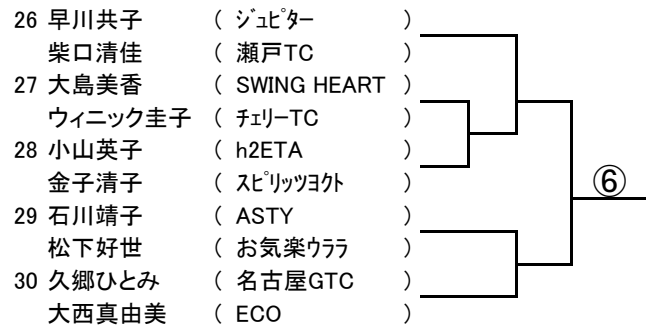 26 早川共子 ( ジュピター )
柴口清佳 ( 瀬戸TC )
27 大島美香 ( SWING HEART )
ウィニック圭子 ( チェリーTC )
28 小山英子 ( h2ETA )
金子清子 ( スピリッツヨクト )
⑥
29 石川靖子 ( ASTY )
松下好世 ( お気楽ウララ )
30 久郷ひとみ ( 名古屋GTC )
大西真由美 ( ECO )